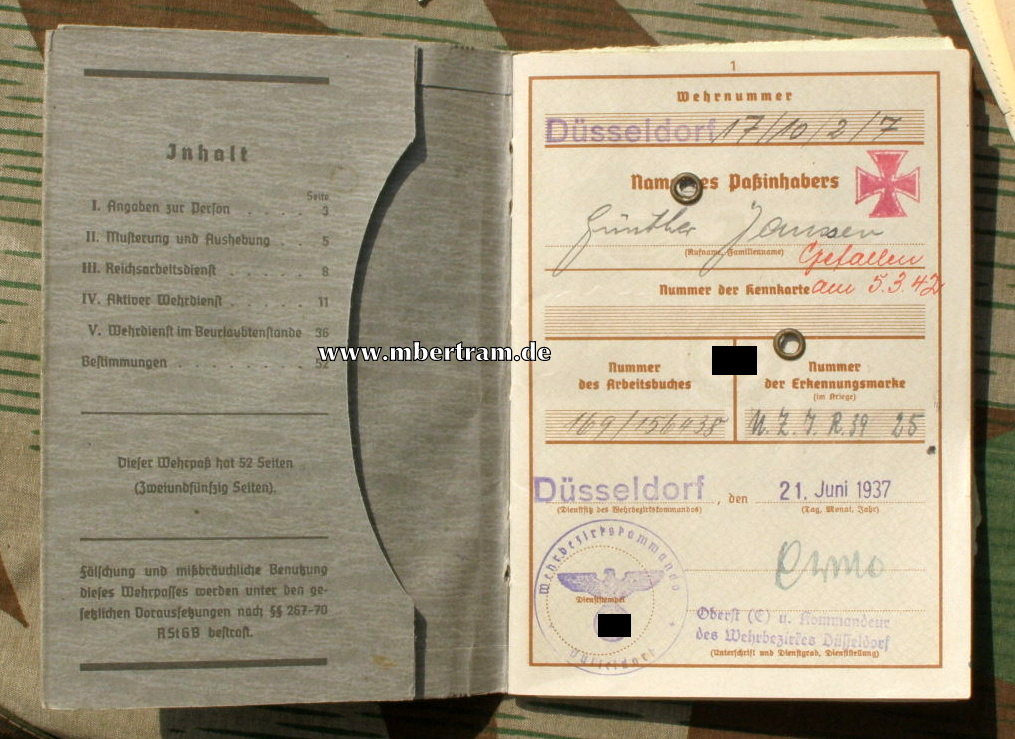 Inhalt
Seite
I. Angaben zur Person . . . . 3
II. Musterung und Aushebung . . 5
III. Reichsarbeitsdienst . . . . . 8
IV. Aktiver Wehrdienst . . . . . 11
V. Wehrdienst im Beurlaubtenstande 36
Bestimmungen . . . . . . . . 52
Dieser Wehrpaß hat 52 Seiten
(Zweiundfünfzig Seiten).
Fälschung und mißbräuchliche Benutzung
dieses Wehrpasses werden unter den ge-
setzlichen Voraussetzungen nach §§ 267-70
RStGB bestraft.
www.mbertram.de
1
Wehrnummer
Düsseldorf 17/10/2/7
Name des Paßinhabers
Günther Janssen
(Rufname, Familienname)
Gefallen
Nummer der Kennkarte am 5.3.42
Nummer
des Arbeitsbuches
169/156438
Nummer
der Erkennungsmarke
(im Kriege)
N.Z.J.R.39 25
Düsseldorf, den 21. Juni 1937
(Dienstsitz des Wehrbezirkskommandos) (Tag, Monat, Jahr)
Wehrbezirkskommando
Dienststempel
Düsseldorf
Oberst (E) u. Kommandeur
des Wehrbezirkes Düsseldorf
(Unterschrift und Dienstgrad, Dienststellung)